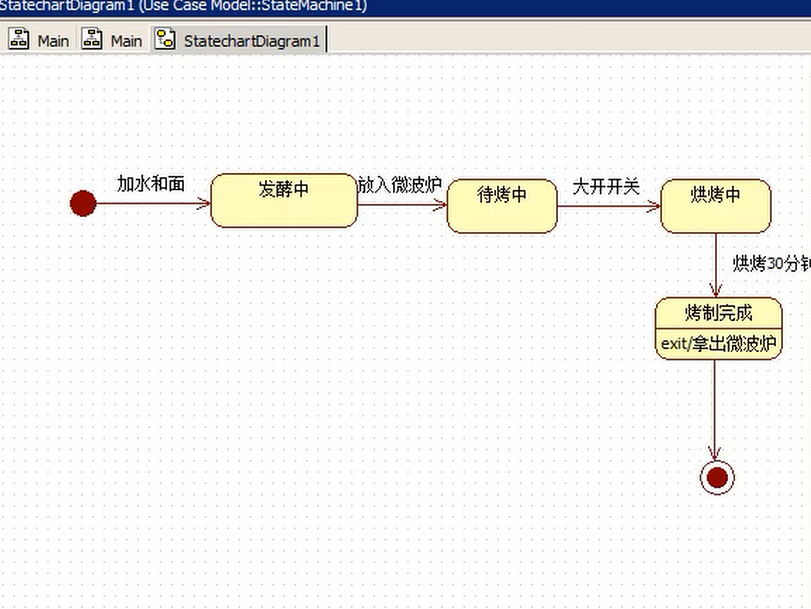 StatechartDiagram1 (Use Case Model::StateMachine1)
Main
Main
StatechartDiagram1
加水和面
发酵中
放入微波炉
待烤中
大开开关
烘烤中
烘烤30分钟
烤制完成
exit/拿出微波炉